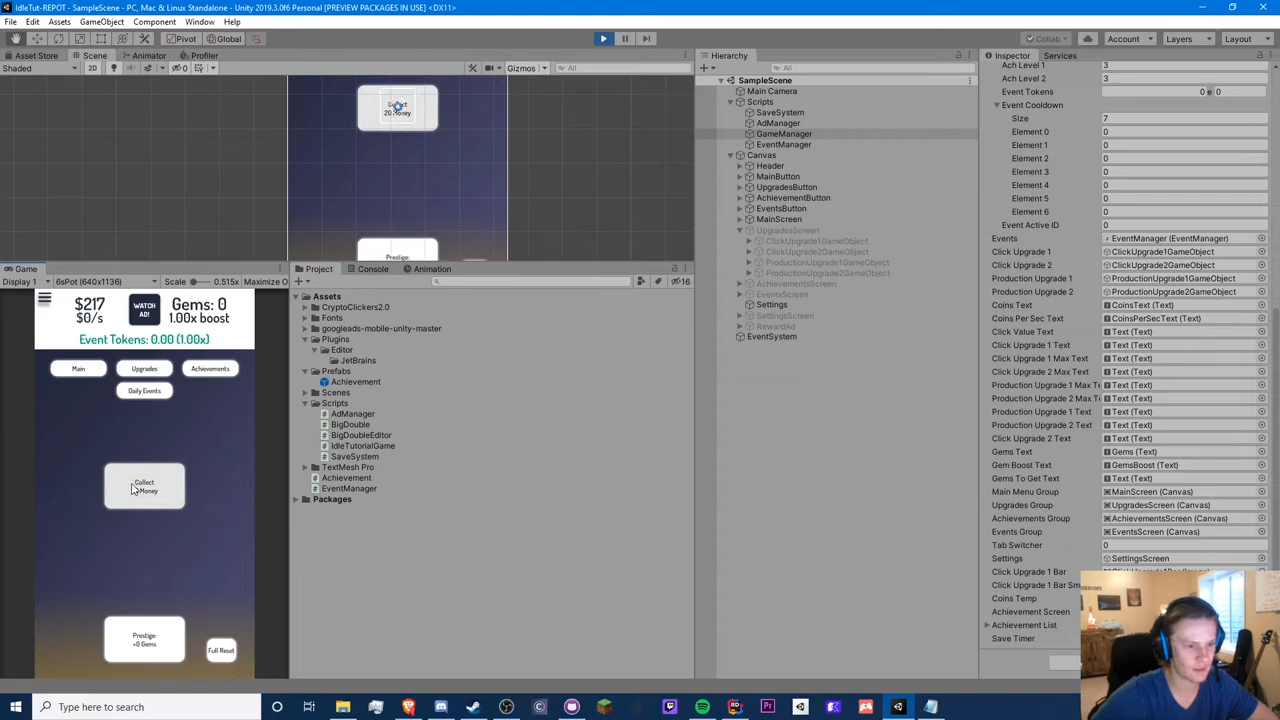 IdleTut-REPOT - SampleScene - PC, Mac & Linux Standalone - Unity 2019.3.0f6 Personal [PREVIEW PACKAGES IN USE] <DX11>
File Edit Assets GameObject Component Window Help
Pivot Global Collab Account Layers Layout
Asset Store Scene Animator Profiler
Shaded 2D 0 Gizmos All
Collect
20 Money
Prestige:
Game
Display 1 6sPot (640x1136) Scale 0.515x Maximize O
$217
$0/s
WATCH
AD!
Gems: 0
1.00x boost
Event Tokens: 0.00 (1.00x)
Main Upgrades Achievements
Daily Events
Collect
Money
Prestige:
+0 Gems
Full Reset
Project Console Animation
16
Assets
CryptoClickers2.0
Fonts
googleads-mobile-unity-master
Plugins
Editor
JetBrains
Prefabs
Achievement
Scenes
Scripts
AdManager
BigDouble
BigDoubleEditor
IdleTutorialGame
SaveSystem
TextMesh Pro
Achievement
EventManager
Packages
Hierarchy
All
SampleScene
Main Camera
Scripts
SaveSystem
AdManager
GameManager
EventManager
Canvas
Header
MainButton
UpgradesButton
AchievementButton
EventsButton
MainScreen
UpgradesScreen
ClickUpgrade1GameObject
ClickUpgrade2GameObject
ProductionUpgrade1GameObject
ProductionUpgrade2GameObject
AchievementsScreen
EventsScreen
Settings
SettingsScreen
RewardAd
EventSystem
Inspector Services
Ach Level 1 3
Ach Level 2 3
Event Tokens 0 e 0
Event Cooldown
Size 7
Element 0 0
Element 1 0
Element 2 0
Element 3 0
Element 4 0
Element 5 0
Element 6 0
Event Active ID 0
Events EventManager (EventManager)
Click Upgrade 1 ClickUpgrade1GameObject
Click Upgrade 2 ClickUpgrade2GameObject
Production Upgrade 1 ProductionUpgrade1GameObject
Production Upgrade 2 ProductionUpgrade2GameObject
Coins Text CoinsText (Text)
Coins Per Sec Text CoinsPerSecText (Text)
Click Value Text Text (Text)
Click Upgrade 1 Text Text (Text)
Click Upgrade 1 Max Text Text (Text)
Click Upgrade 2 Max Text Text (Text)
Production Upgrade 1 Max T Text (Text)
Production Upgrade 2 Max T Text (Text)
Production Upgrade 1 Text Text (Text)
Production Upgrade 2 Text Text (Text)
Click Upgrade 2 Text Text (Text)
Gems Text Gems (Text)
Gem Boost Text GemsBoost (Text)
Gems To Get Text Text (Text)
Main Menu Group MainScreen (Canvas)
Upgrades Group UpgradesScreen (Canvas)
Achievements Group AchievementsScreen (Canvas)
Events Group EventsScreen (Canvas)
Tab Switcher 0
Settings SettingsScreen
Click Upgrade 1 Bar
Click Upgrade 1 Bar Sm
Coins Temp
Achievement Screen
Achievement List
Save Timer
Type here to search